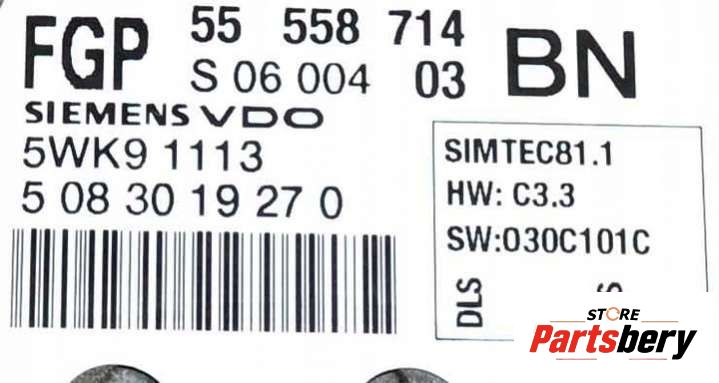 FGP 55 558 714 BN
S 06 004 03
SIEMENS VDO
5WK9 1113
5 08 30 19 27 0
SIMTEC81.1
HW: C3.3
SW:030C101C
DLS
STORE
Partsbery